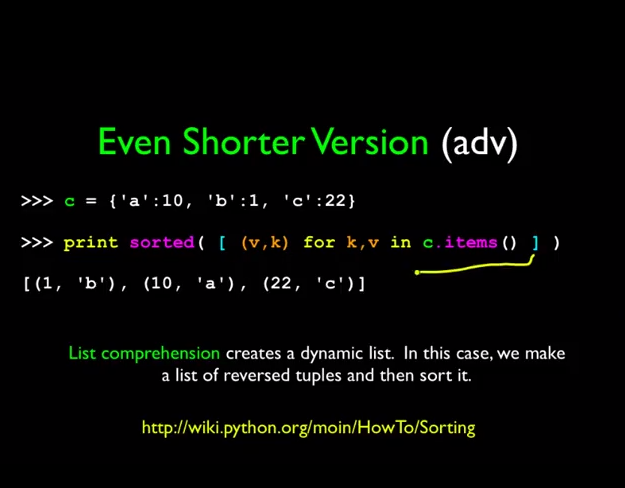 Even Shorter Version (adv)
>>> c = {'a':10, 'b':1, 'c':22}
>>> print sorted( [ (v,k) for k,v in c.items() ] )
[(1, 'b'), (10, 'a'), (22, 'c')]
List comprehension creates a dynamic list. In this case, we make
a list of reversed tuples and then sort it.
http://wiki.python.org/moin/HowTo/Sorting